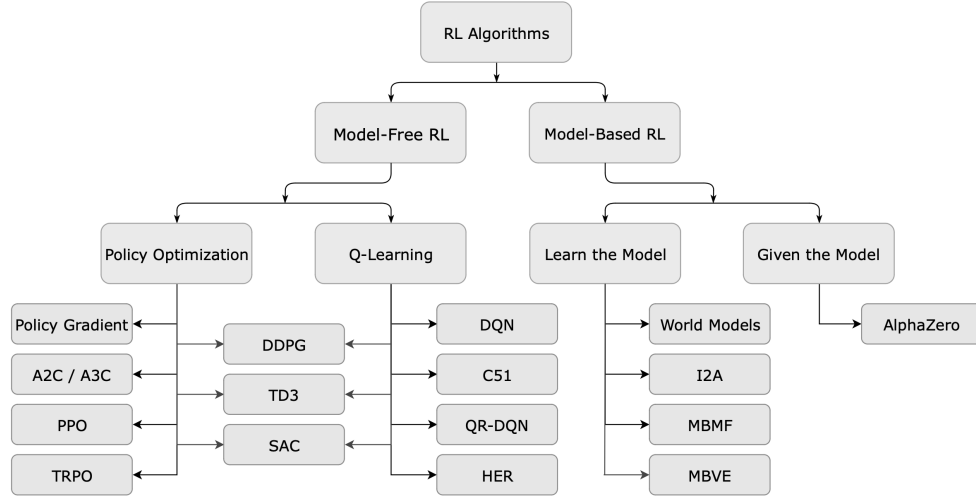 RL Algorithms
Model-Free RL
Model-Based RL
Policy Optimization
Q-Learning
Learn the Model
Given the Model
Policy Gradient
A2C / A3C
PPO
TRPO
DDPG
TD3
SAC
DQN
C51
QR-DQN
HER
World Models
I2A
MBMF
MBVE
AlphaZero